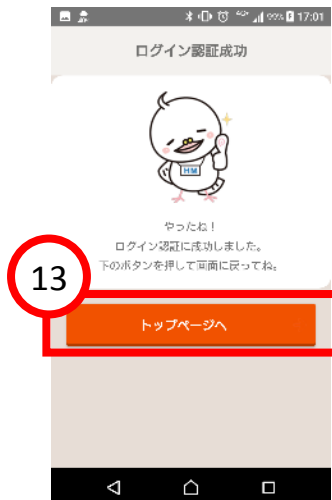 17:01
ログイン認証成功
HM
やったね！
ログイン認証に成功しました。
下のボタンを押して画面に戻ってね。
13
トップページへ